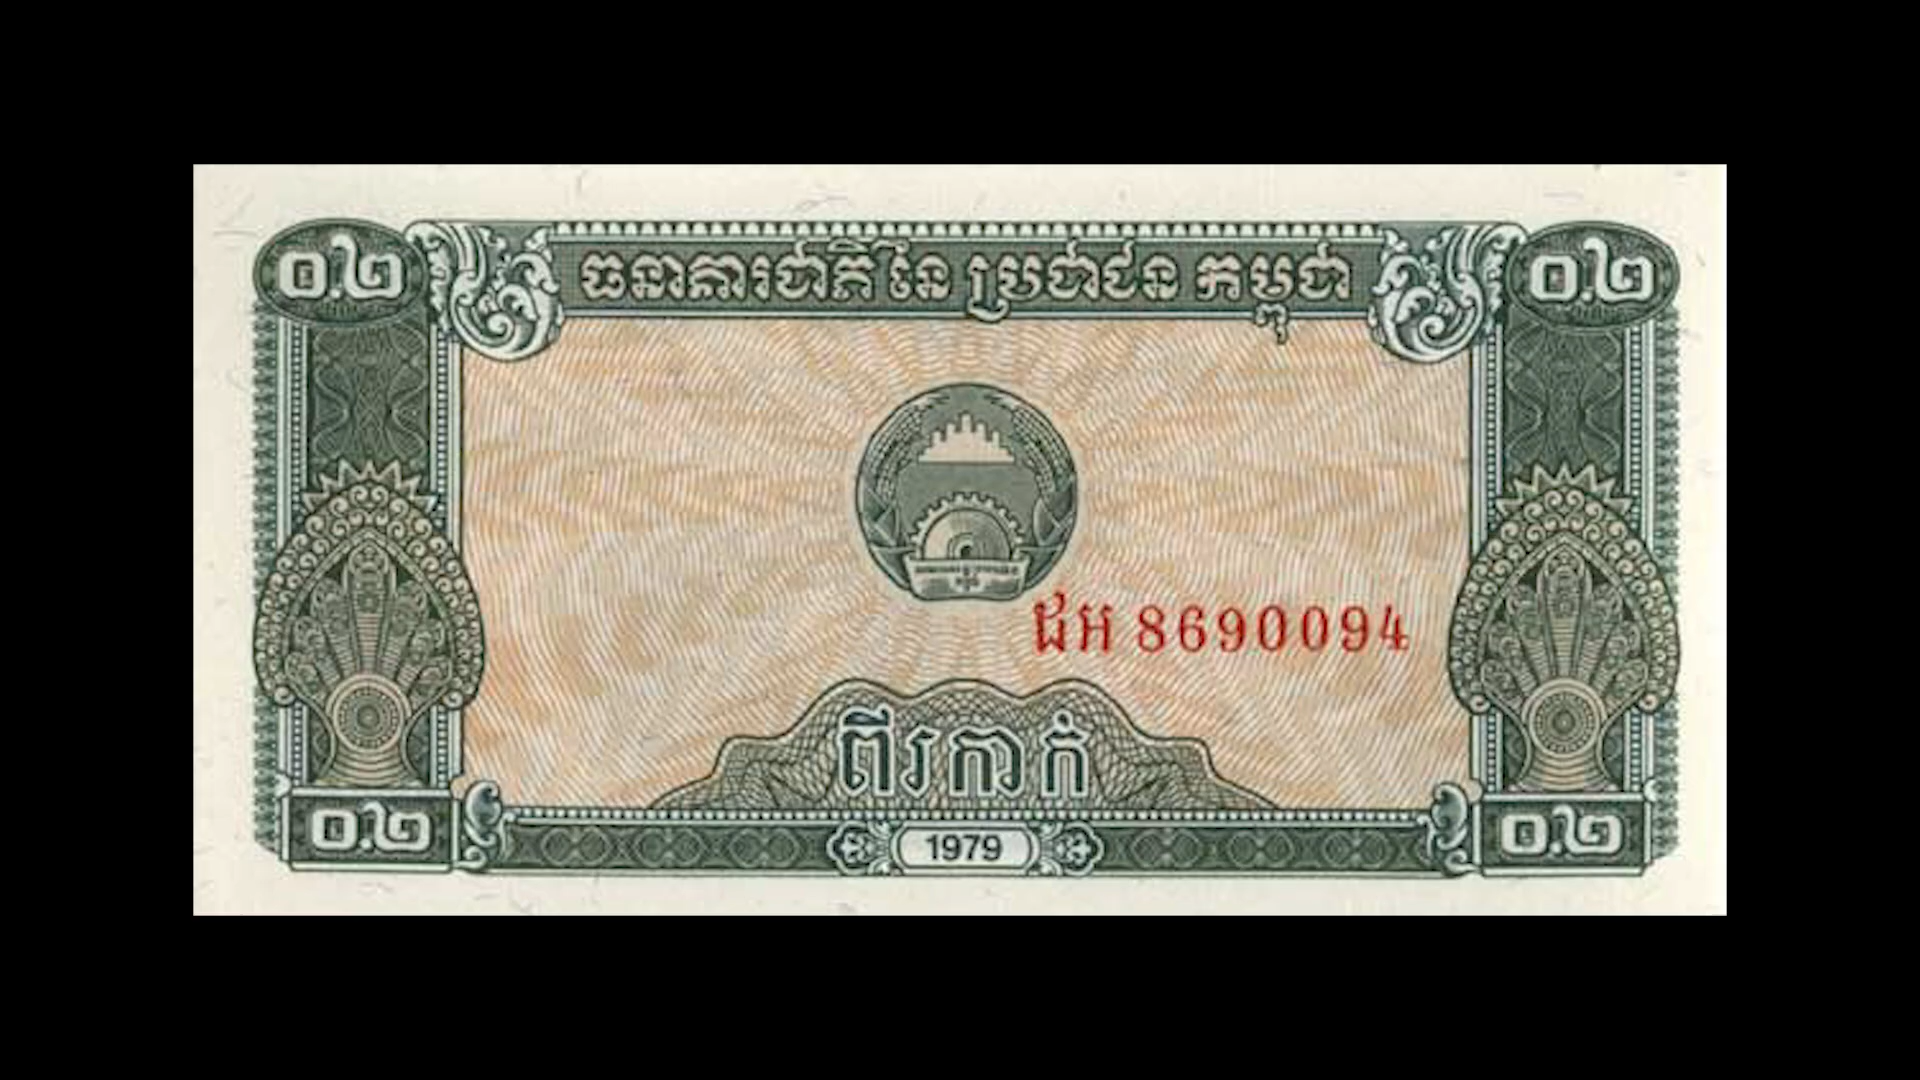 ០.២ ធនាគារជាតិ នៃ ប្រជាជន កម្ពុជា ០.២
ជអ 8690094
ពីរកាក់
០.២ 1979 ០.២